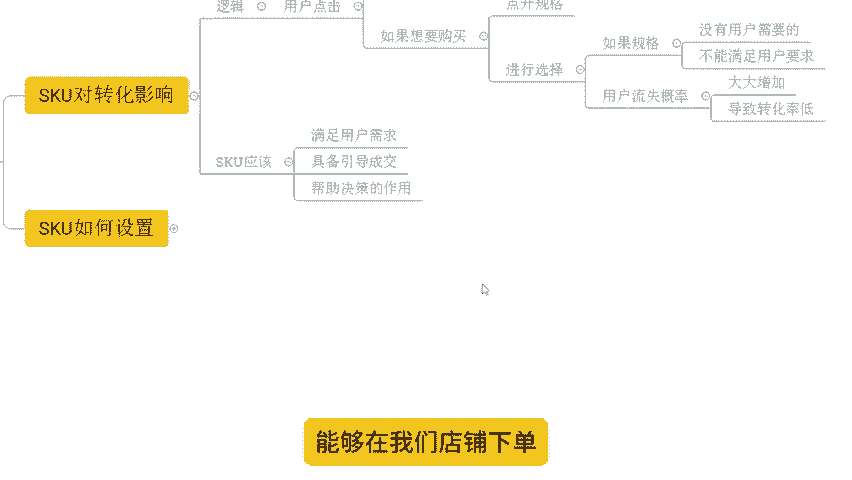 逻辑
用户点击
如果想要购买
点开规格
进行选择
如果规格
没有用户需要的
不能满足用户要求
用户流失概率
大大增加
导致转化率低
SKU对转化影响
SKU应该
满足用户需求
具备引导成交
帮助决策的作用
SKU如何设置
能够在我们店铺下单